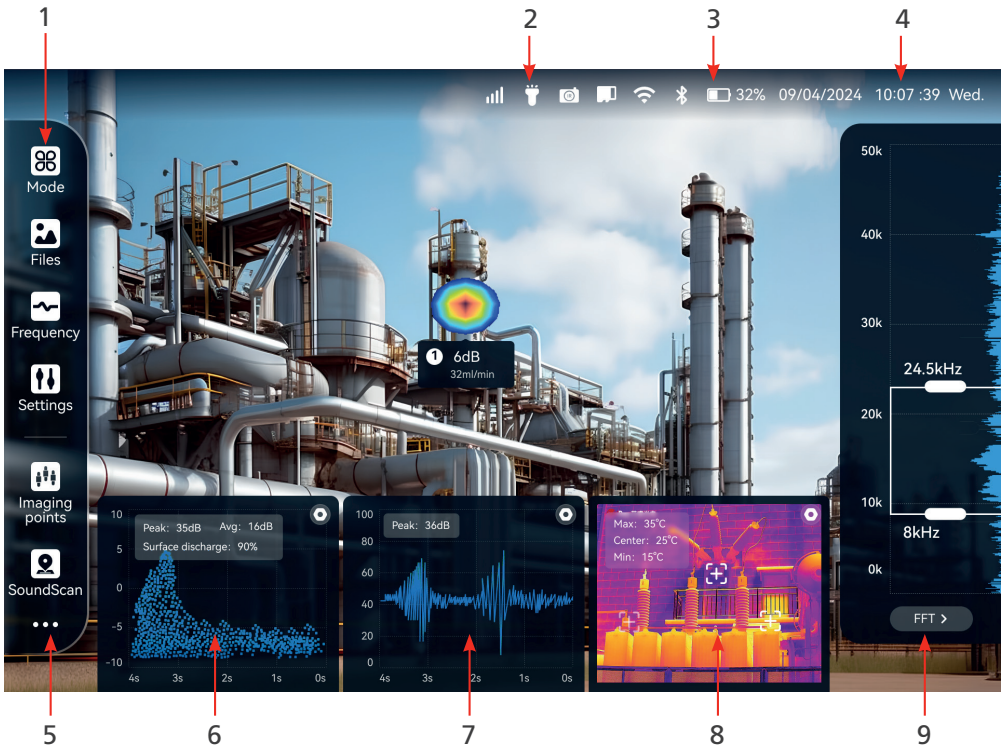 1
2
3
4
32% 09/04/2024 10:07 :39 Wed.
Mode
Files
Frequency
Settings
Imaging
points
SoundScan
1 6dB
32ml/min
50k
40k
30k
24.5kHz
20k
10k
8kHz
0k
FFT >
10
5
0
-5
-10
Peak: 35dB Avg: 16dB
Surface discharge: 90%
4s 3s 2s 1s 0s
100
80
60
40
20
0
Peak: 36dB
4s 3s 2s 1s 0s
Max: 35°C
Center: 25°C
Min: 15°C
5
6
7
8
9